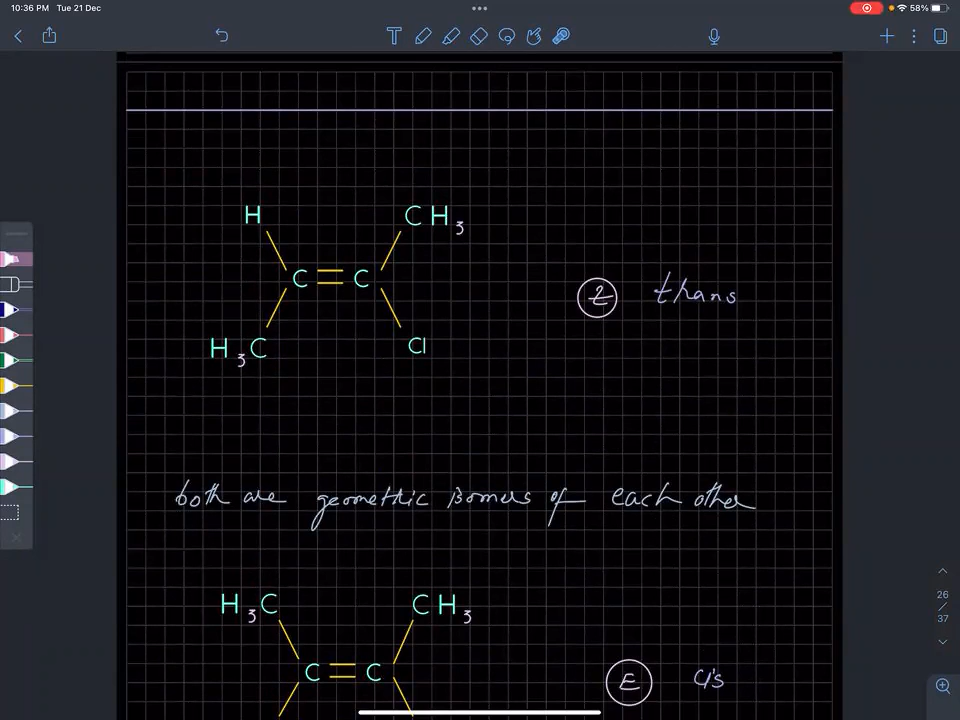 10:36 PM Tue 21 Dec
58%
T
H CH3
C = C
H3C Cl
Z trans
both are geometric isomers of each other
26
/
37
H3C CH3
C = C
E cis